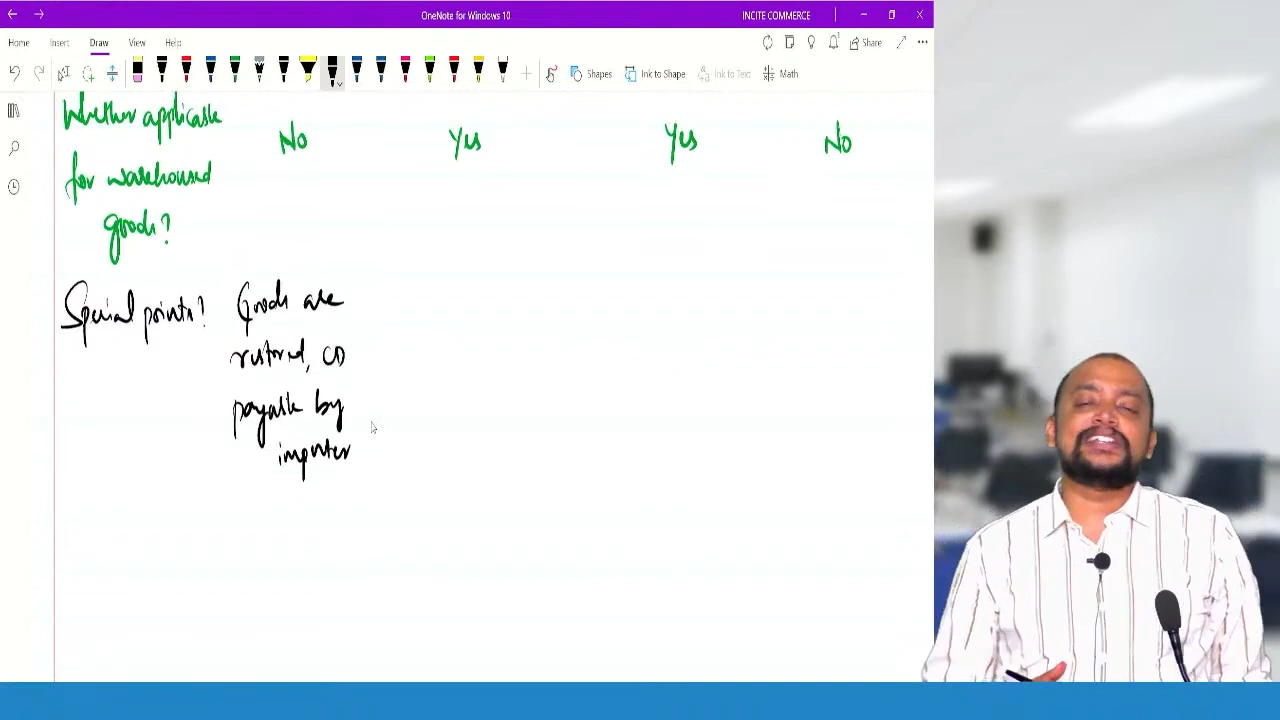 OneNote for Windows 10
INCITE COMMERCE
Home Insert Draw View Help
Share
Shapes Ink to Shape Ink to Text Math
Whether applicable
for warehoused
goods?
No Yes Yes No
Special points?
Goods are
restored, CD
payable by
importer